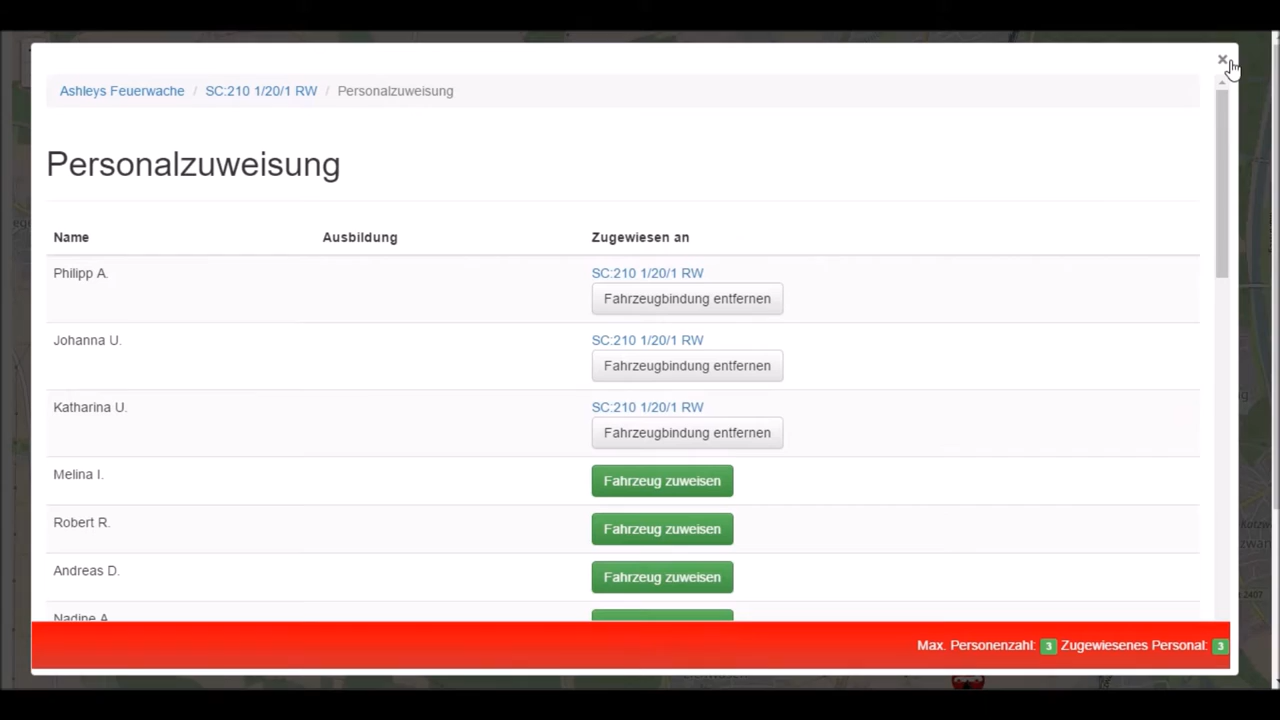 ×
Ashleys Feuerwache / SC:210 1/20/1 RW / Personalzuweisung
Personalzuweisung
Name Ausbildung Zugewiesen an
Philipp A. SC:210 1/20/1 RW
Fahrzeugbindung entfernen
Johanna U. SC:210 1/20/1 RW
Fahrzeugbindung entfernen
Katharina U. SC:210 1/20/1 RW
Fahrzeugbindung entfernen
Melina I. Fahrzeug zuweisen
Robert R. Fahrzeug zuweisen
Andreas D. Fahrzeug zuweisen
Nadine A.
Max. Personenzahl: 3 Zugewiesenes Personal: 3